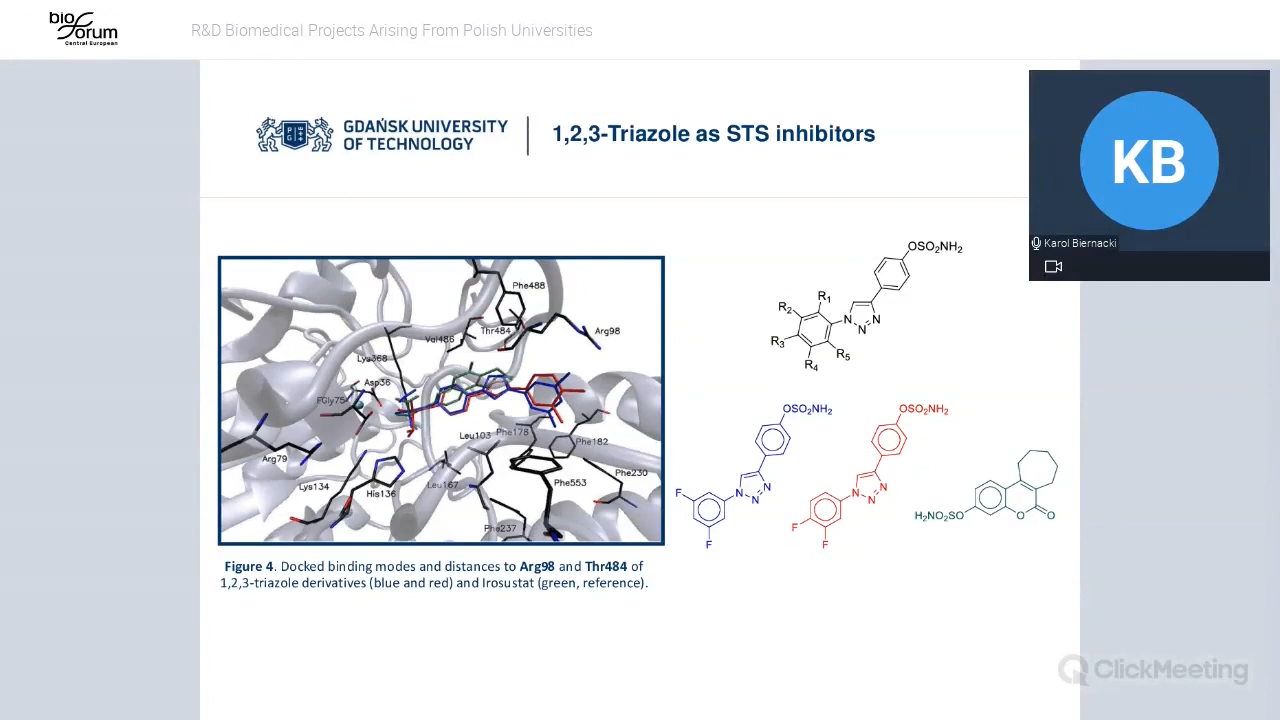 bio
Forum
Central European
R&D Biomedical Projects Arising From Polish Universities
GDAŃSK UNIVERSITY
OF TECHNOLOGY
1,2,3-Triazole as STS inhibitors
KB
Karol Biernacki
Phe488
Thr484
Arg98
Val486
Lys368
Asp36
FGly75
Leu103
Phe178
Phe182
Arg79
Lys134
His136
Leu167
Phe553
Phe230
Phe237
OSO2NH2
R1
R2
R3
R4
R5
N
N
N
OSO2NH2
N
N
N
F
F
OSO2NH2
N
N
N
F
F
H2NO2SO
O
O
Figure 4. Docked binding modes and distances to Arg98 and Thr484 of
1,2,3-triazole derivatives (blue and red) and Irosustat (green, reference).
ClickMeeting